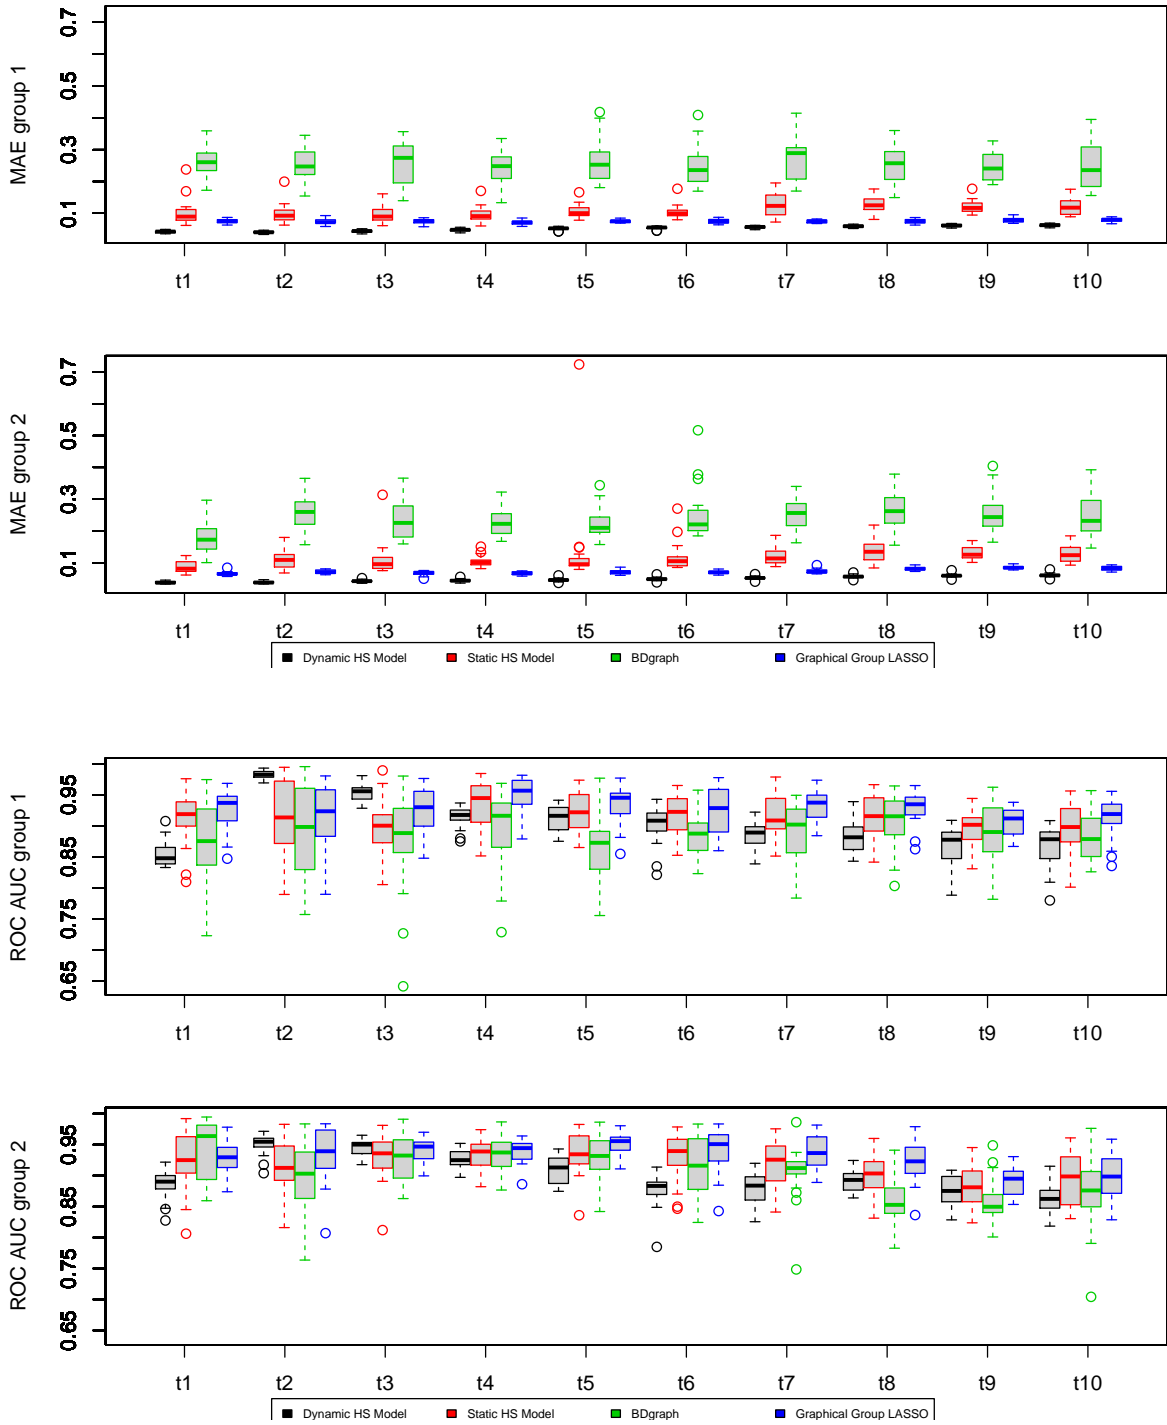 MAE group 1
0.1 0.3 0.5 0.7
t1 t2 t3 t4 t5 t6 t7 t8 t9 t10
MAE group 2
0.1 0.3 0.5 0.7
t1 t2 t3 t4 t5 t6 t7 t8 t9 t10
Dynamic HS Model Static HS Model BDgraph Graphical Group LASSO
ROC AUC group 1
0.65 0.75 0.85 0.95
t1 t2 t3 t4 t5 t6 t7 t8 t9 t10
ROC AUC group 2
0.65 0.75 0.85 0.95
t1 t2 t3 t4 t5 t6 t7 t8 t9 t10
Dynamic HS Model Static HS Model BDgraph Graphical Group LASSO